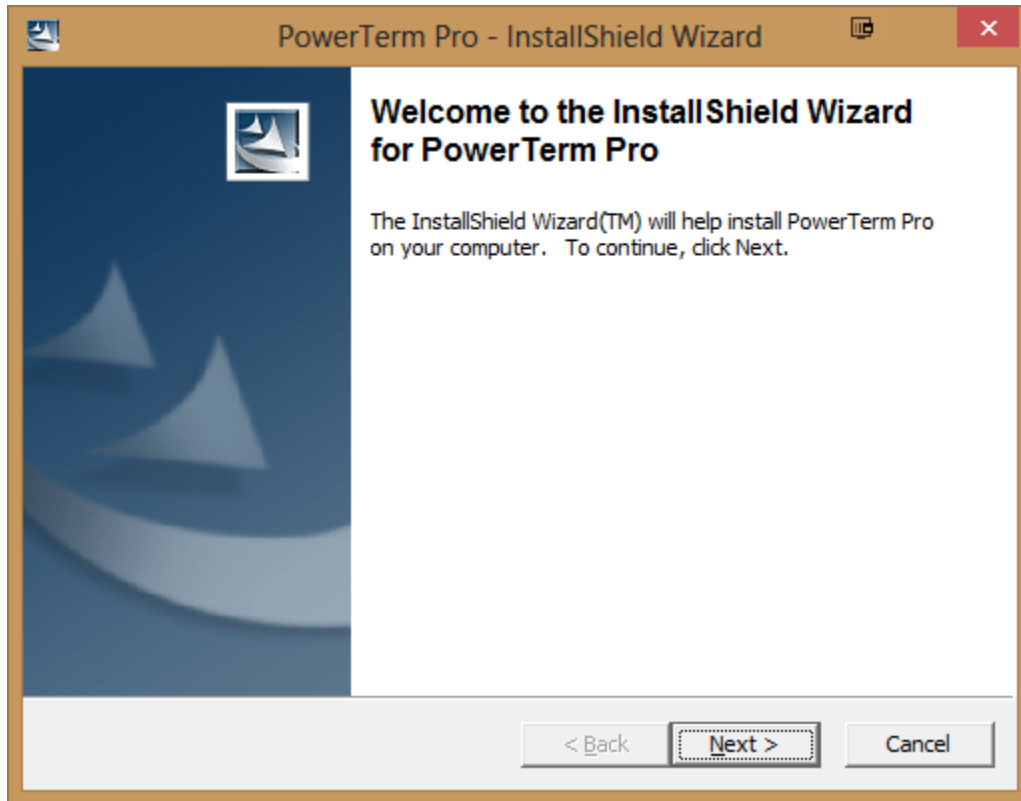 PowerTerm Pro - InstallShield Wizard
Welcome to the InstallShield Wizard
for PowerTerm Pro
The InstallShield Wizard(TM) will help install PowerTerm Pro
on your computer.   To continue, click Next.
< Back Next > Cancel